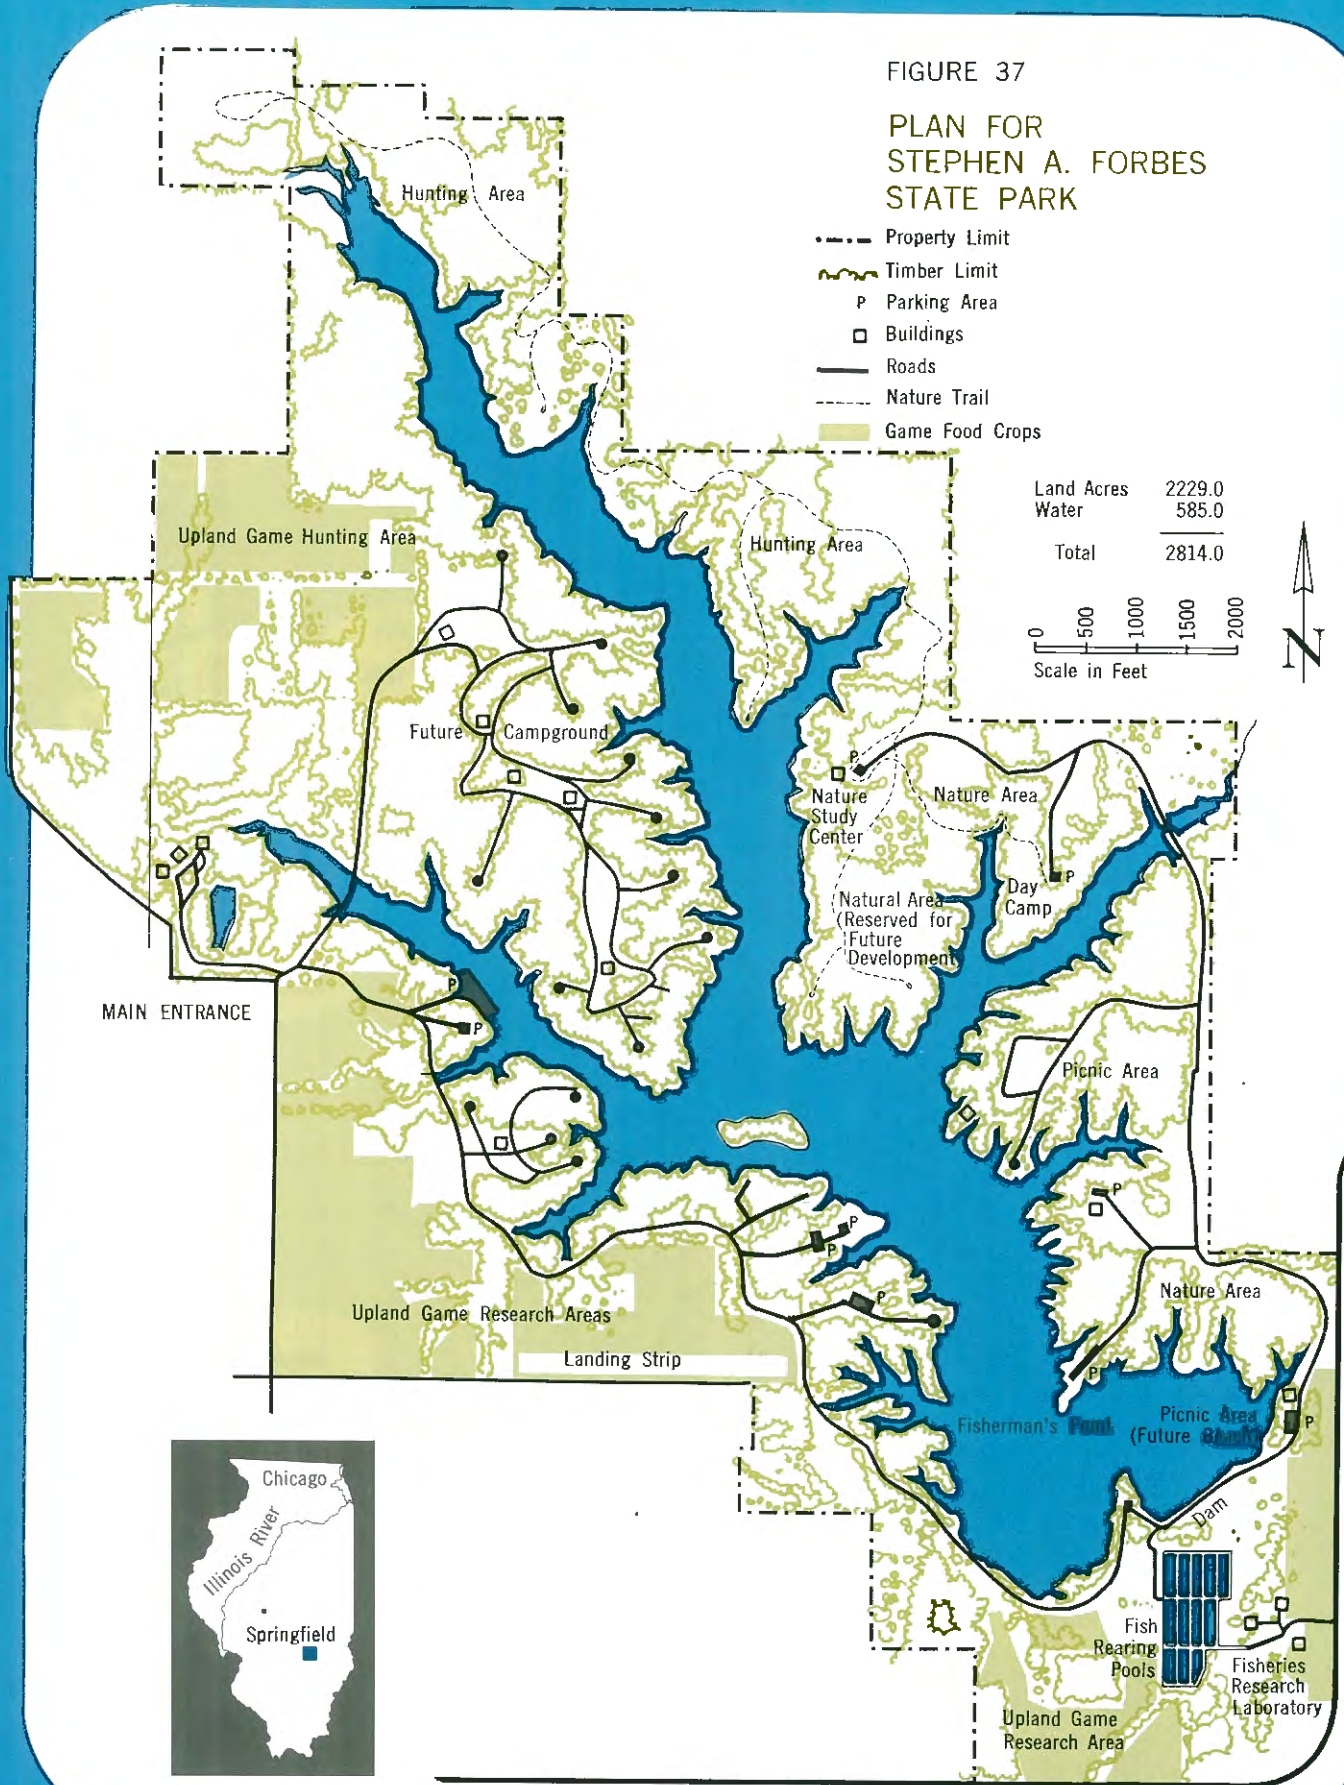 FIGURE 37
PLAN FOR
STEPHEN A. FORBES
STATE PARK
Property Limit
Timber Limit
P Parking Area
Buildings
Roads
Nature Trail
Game Food Crops
Land Acres 2229.0
Water 585.0
Total 2814.0
0 500 1000 1500 2000
Scale in Feet
N
Hunting Area
Upland Game Hunting Area
Hunting Area
Future Campground
P
Nature
Study
Center
Nature Area
P
Day
Camp
Natural Area
(Reserved for
Future
Development
P
P
MAIN ENTRANCE
Picnic Area
P
P
P
P
Nature Area
Upland Game Research Areas
Landing Strip
P
Fisherman's Point
Picnic Area
(Future Beach)
P
Dam
Chicago
Illinois River
Springfield
Fish
Rearing
Pools
Fisheries
Research
Laboratory
Upland Game
Research Area